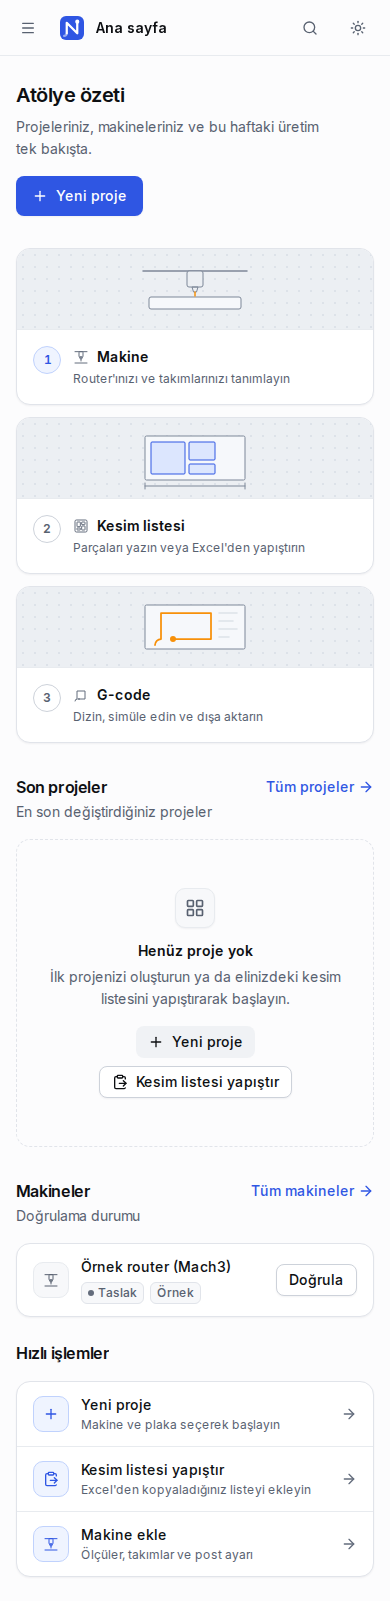 Ana sayfa
Atölye özeti
Projeleriniz, makineleriniz ve bu haftaki üretim
tek bakışta.
Yeni proje
1
Makine
Router'ınızı ve takımlarınızı tanımlayın
2
Kesim listesi
Parçaları yazın veya Excel'den yapıştırın
3
G-code
Dizin, simüle edin ve dışa aktarın
Son projeler
Tüm projeler
En son değiştirdiğiniz projeler
Henüz proje yok
İlk projenizi oluşturun ya da elinizdeki kesim
listesini yapıştırarak başlayın.
Yeni proje
Kesim listesi yapıştır
Makineler
Tüm makineler
Doğrulama durumu
Örnek router (Mach3)
Taslak
Örnek
Doğrula
Hızlı işlemler
Yeni proje
Makine ve plaka seçerek başlayın
Kesim listesi yapıştır
Excel'den kopyaladığınız listeyi ekleyin
Makine ekle
Ölçüler, takımlar ve post ayarı